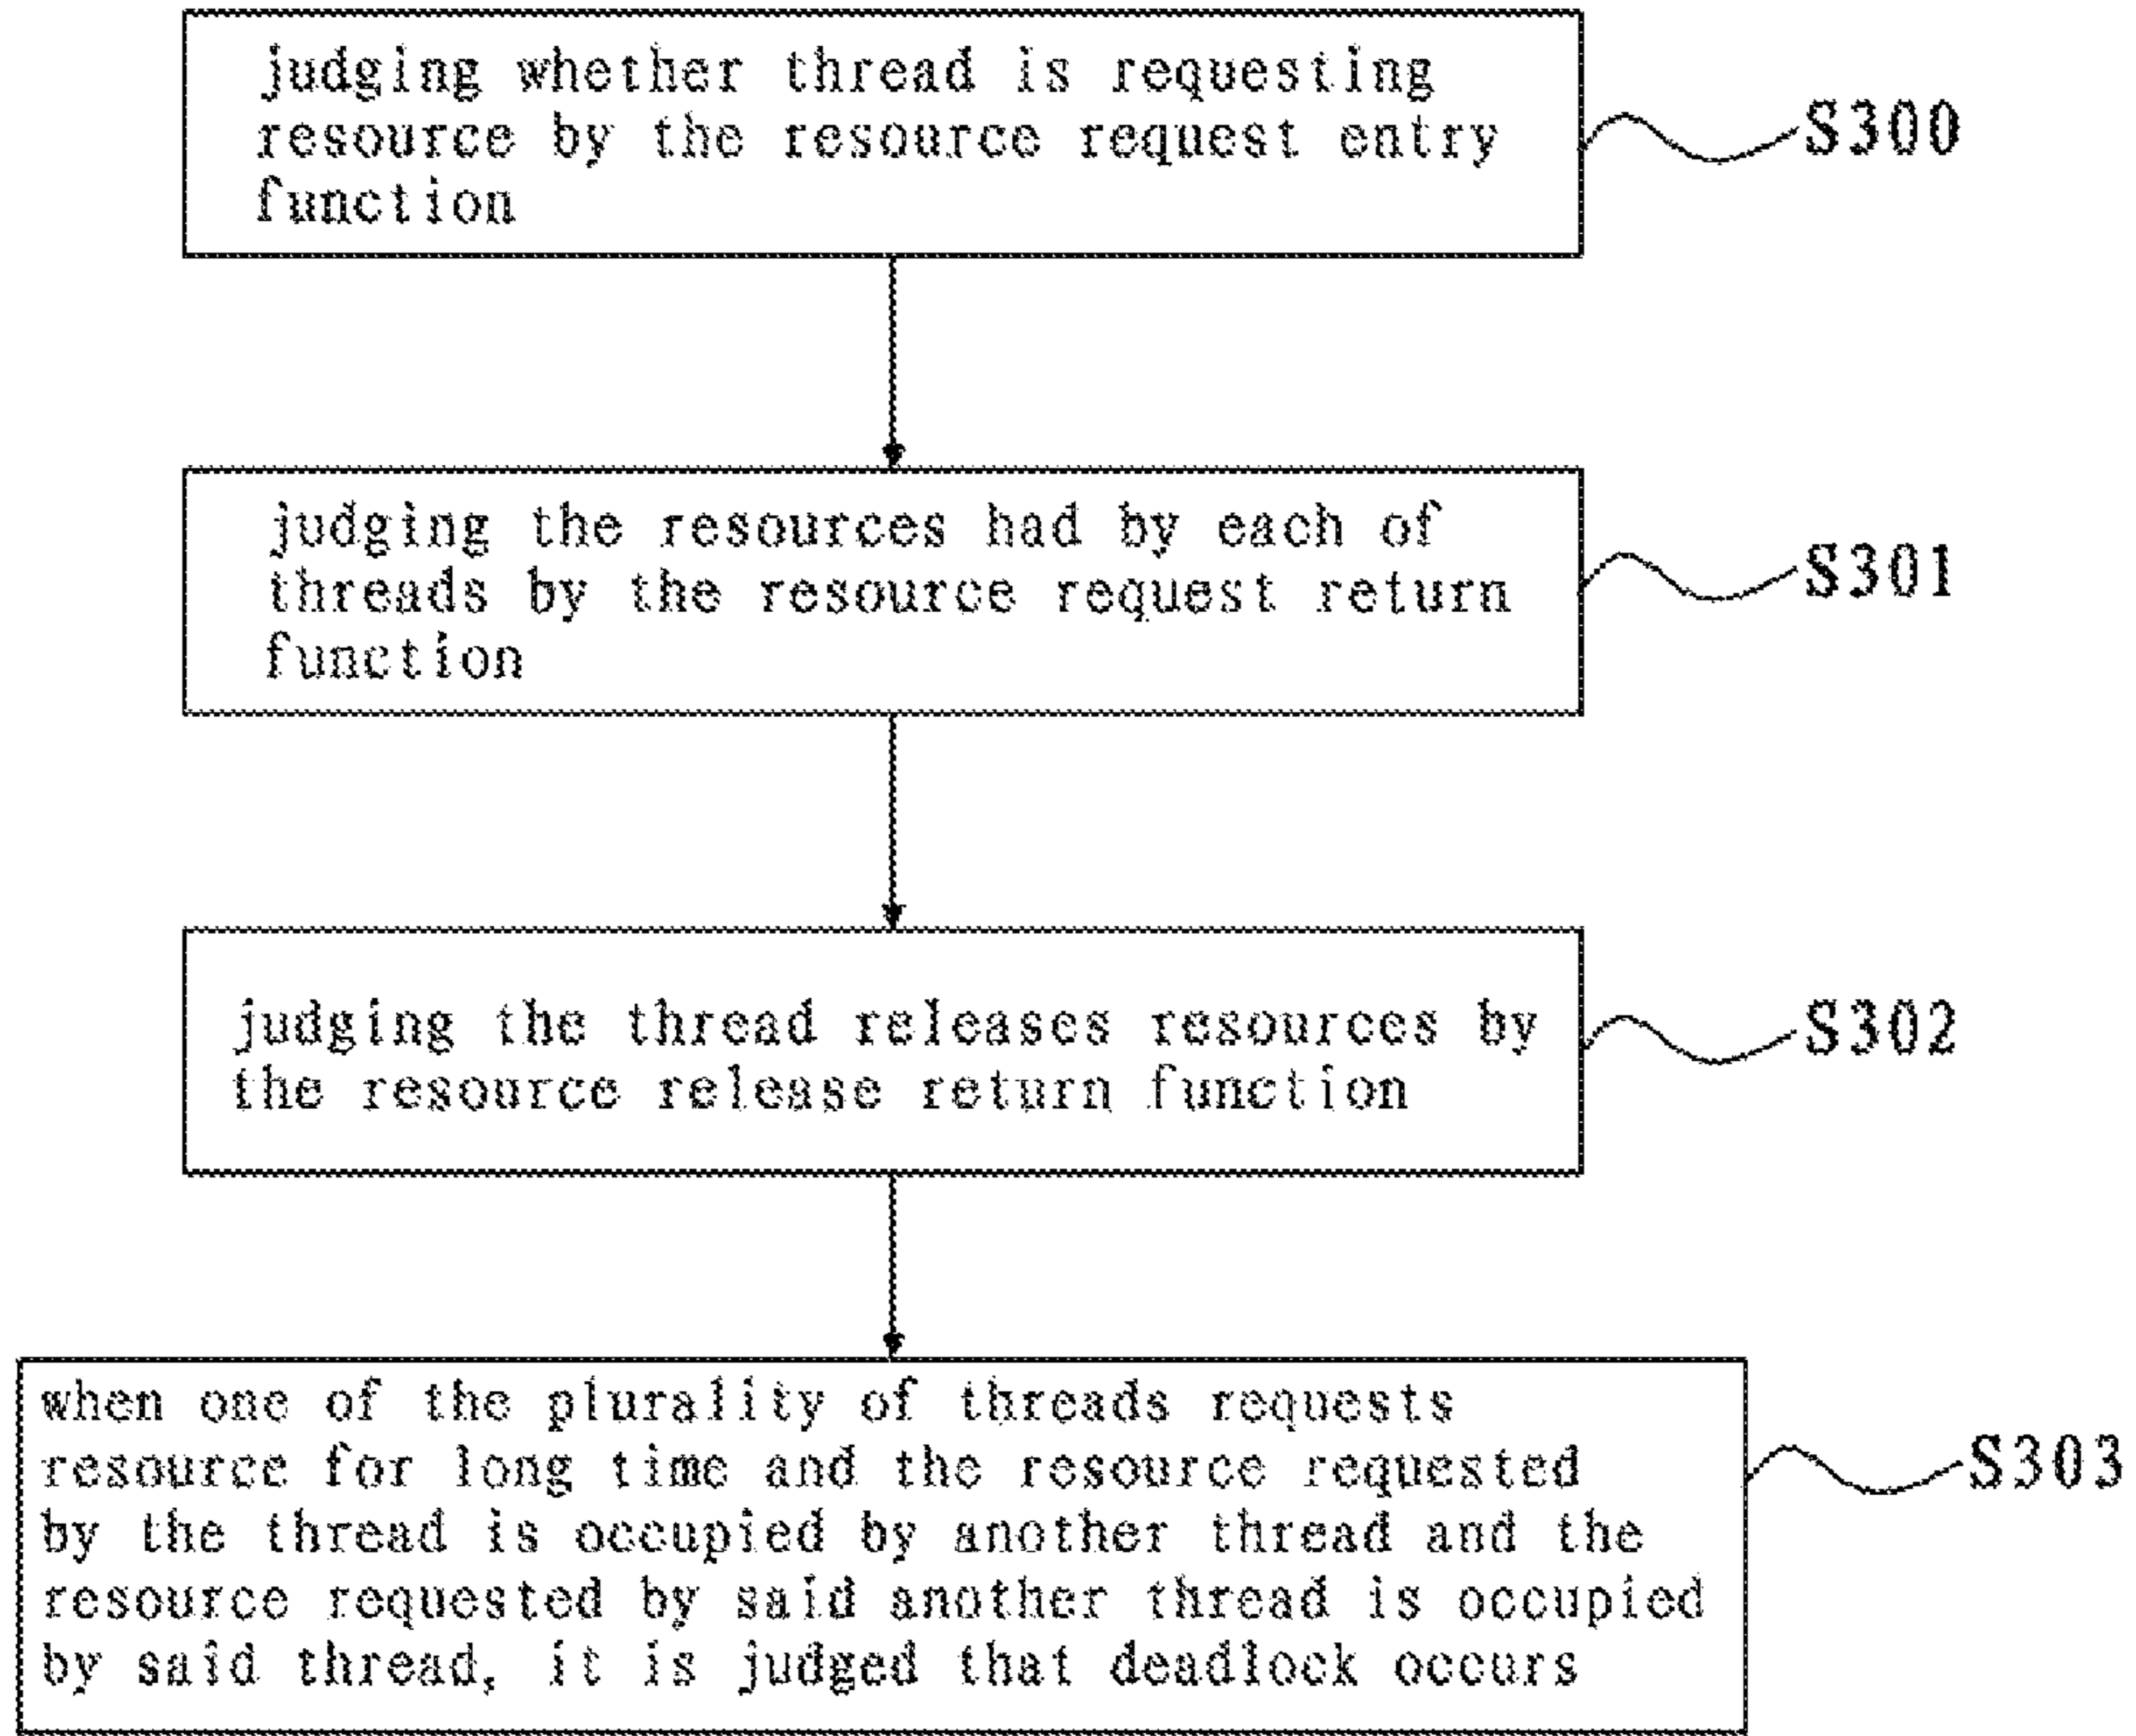 judging whether thread is requesting
resource by the resource request entry
function
S300
judging the resources had by each of
threads by the resource request return
function
S301
judging the thread releases resources by
the resource release return function
S302
when one of the plurality of threads requests
resource for long time and the resource requested
by the thread is occupied by another thread and the
resource requested by said another thread is occupied
by said thread, it is judged that deadlock occurs
S303